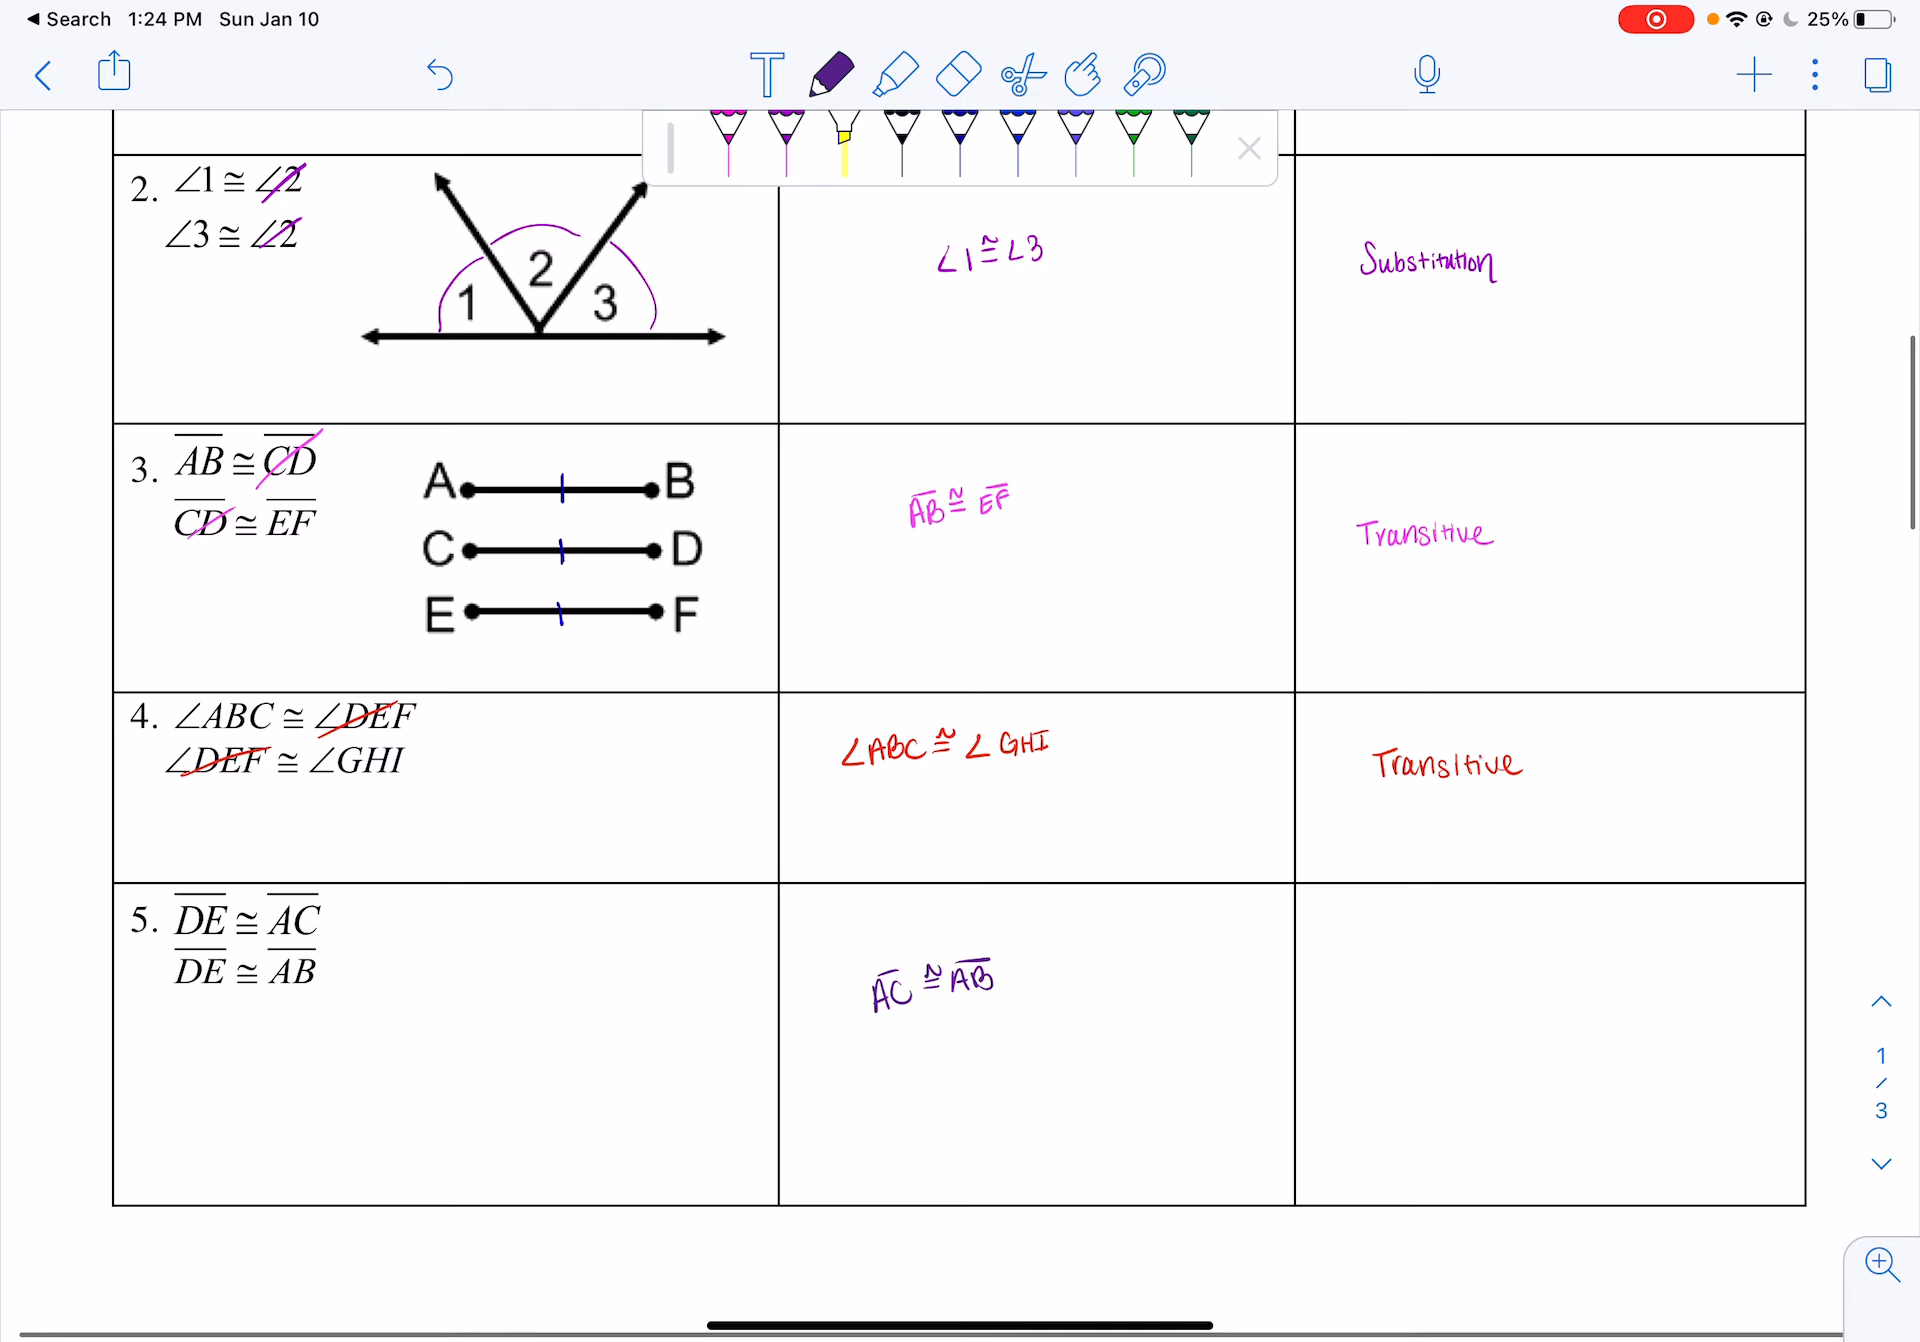 Search 1:24 PM Sun Jan 10 25%
2. ∠1 ≅ ∠2
∠3 ≅ ∠2
1 2 3
∠1 ≅ ∠3
Substitution
3. AB ≅ CD
CD ≅ EF
A B
C D
E F
AB ≅ EF
Transitive
4. ∠ABC ≅ ∠DEF
∠DEF ≅ ∠GHI
∠ABC ≅ ∠GHI
Transitive
5. DE ≅ AC
DE ≅ AB
AC ≅ AB
1
/
3